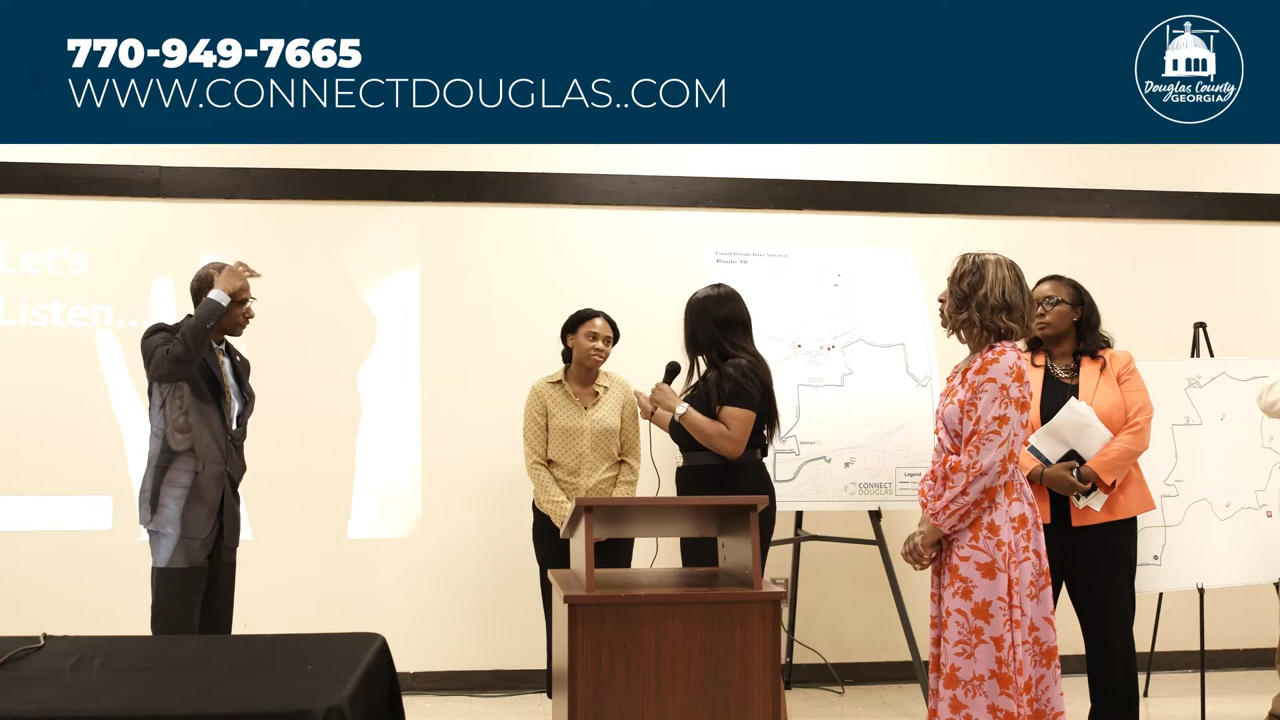 770-949-7665
WWW.CONNECTDOUGLAS..COM
Douglas County
GEORGIA
Let's
Listen...
Fixed Route Bus Service
Route 10
Walmart
Legend
CONNECT
DOUGLAS